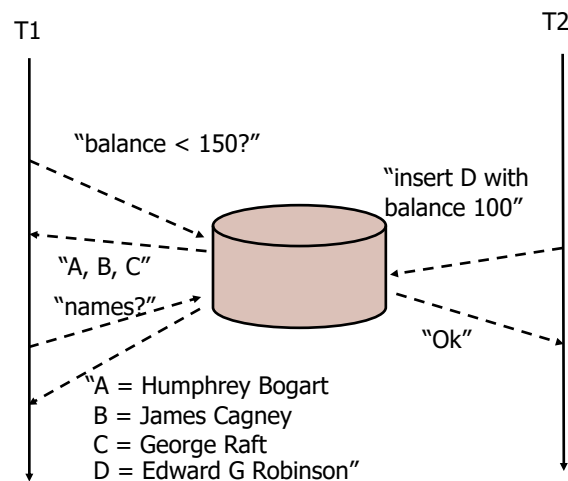 T1
T2
“balance < 150?”
“insert D with
balance 100”
“A, B, C”
“names?”
“Ok”
“A = Humphrey Bogart
B = James Cagney
C = George Raft
D = Edward G Robinson”